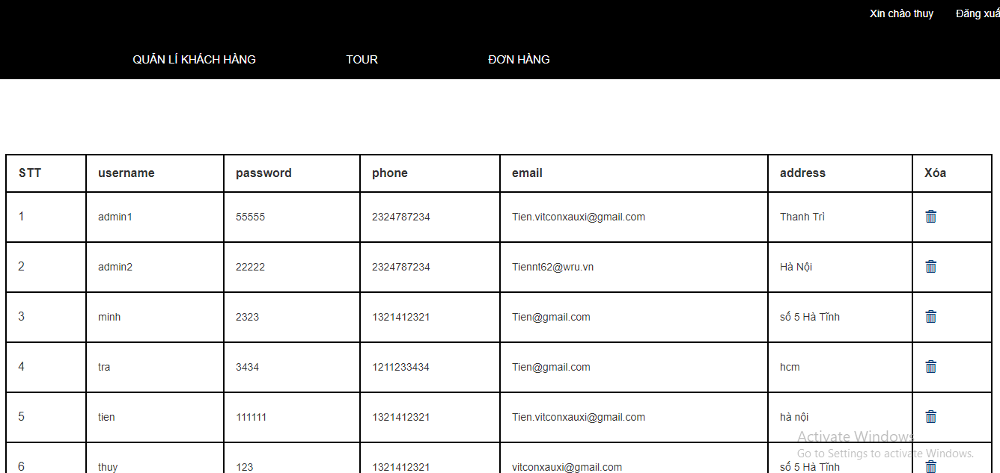 Xin chào thuy Đăng xuấ
QUẢN LÍ KHÁCH HÀNG TOUR ĐƠN HÀNG
STT username password phone email address Xóa
1 admin1 55555 2324787234 Tien.vitconxauxi@gmail.com Thanh Trì
2 admin2 22222 2324787234 Tiennt62@wru.vn Hà Nội
3 minh 2323 1321412321 Tien@gmail.com số 5 Hà Tĩnh
4 tra 3434 1211233434 Tien@gmail.com hcm
5 tien 111111 1321412321 Tien.vitconxauxi@gmail.com hà nội
Activate Windows
Go to Settings to activate Windows.
6 thuy 123 1321412321 vitconxauxi@gmail.com số 5 Hà Tĩnh